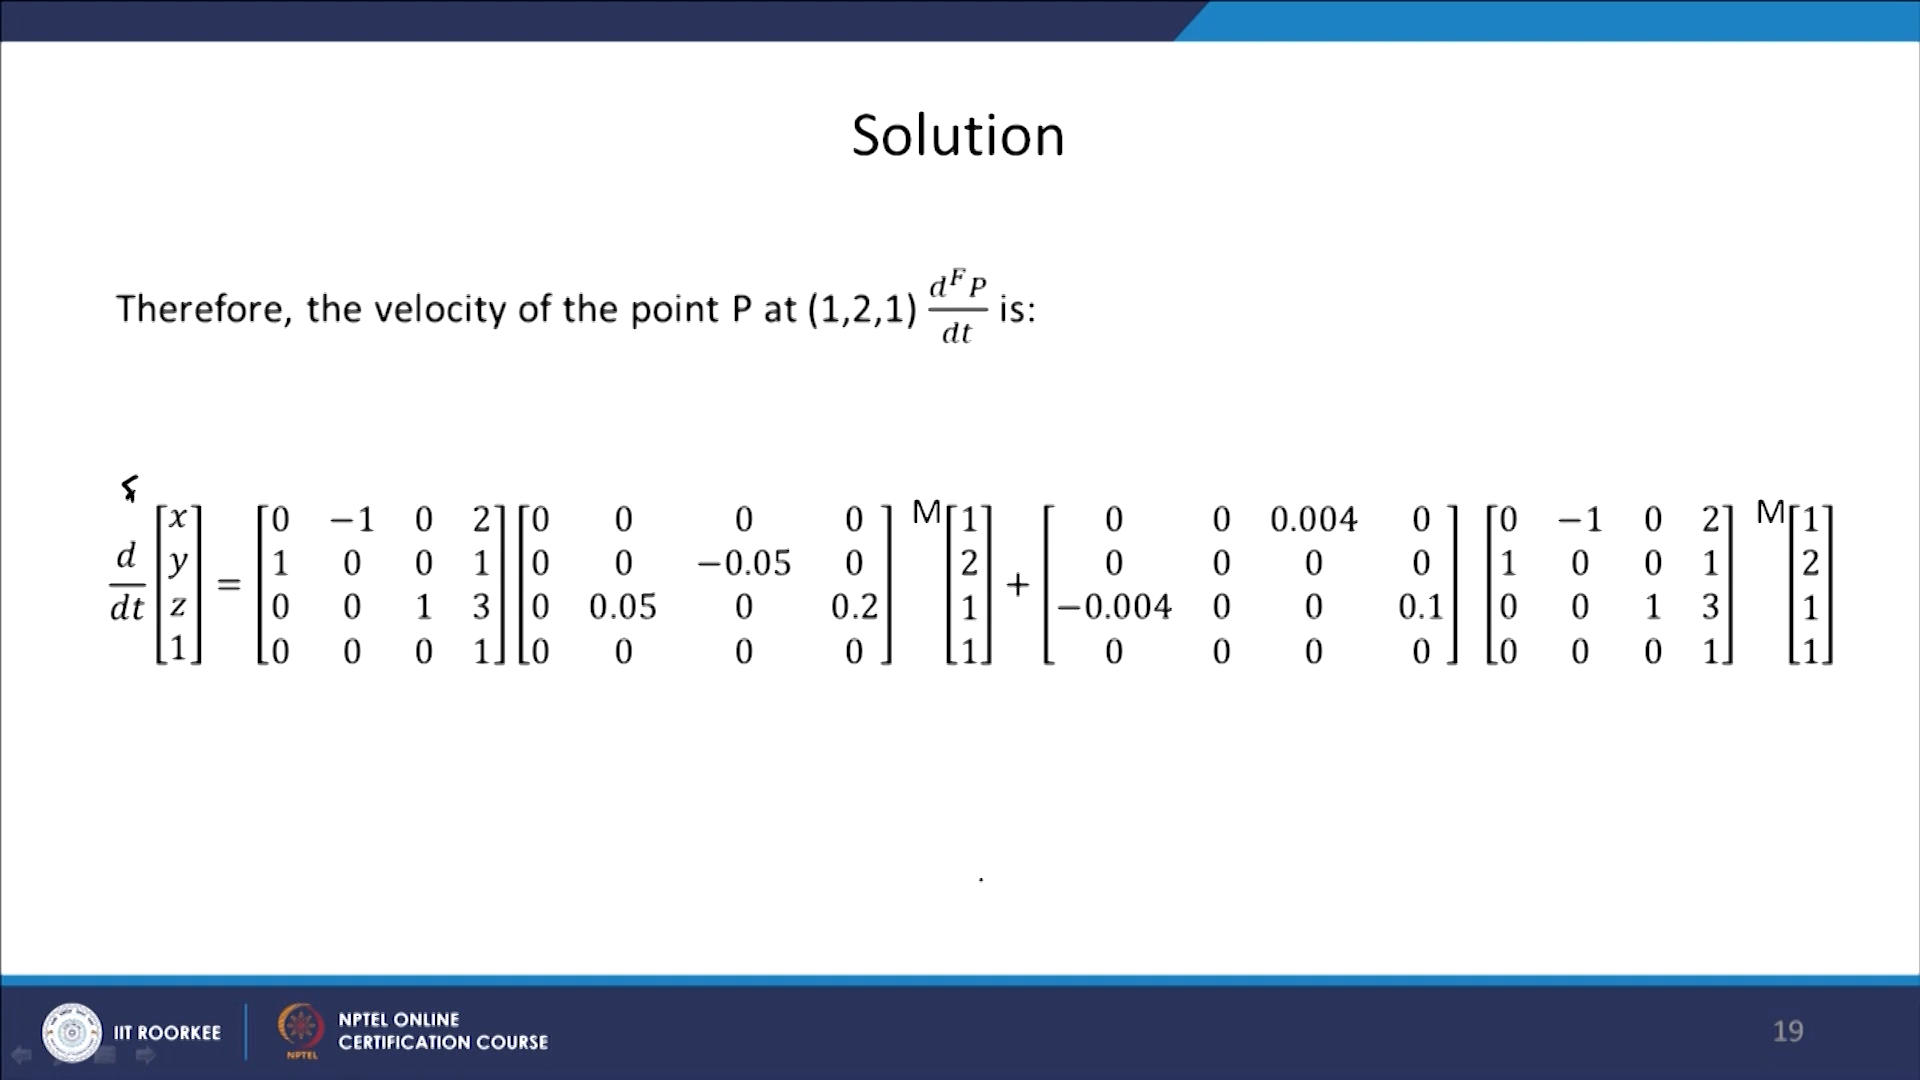 Solution
Therefore, the velocity of the point P at (1,2,1) d^F P / dt is:
d/dt [x y z 1] = [0 −1 0 2; 1 0 0 1; 0 0 1 3; 0 0 0 1] [0 0 0 0; 0 0 −0.05 0; 0 0.05 0 0.2; 0 0 0 0] M[1 2 1 1] + [0 0 0.004 0; 0 0 0 0; −0.004 0 0 0.1; 0 0 0 0] [0 −1 0 2; 1 0 0 1; 0 0 1 3; 0 0 0 1] M[1 2 1 1]
IIT ROORKEE
NPTEL
NPTEL ONLINE
CERTIFICATION COURSE
19